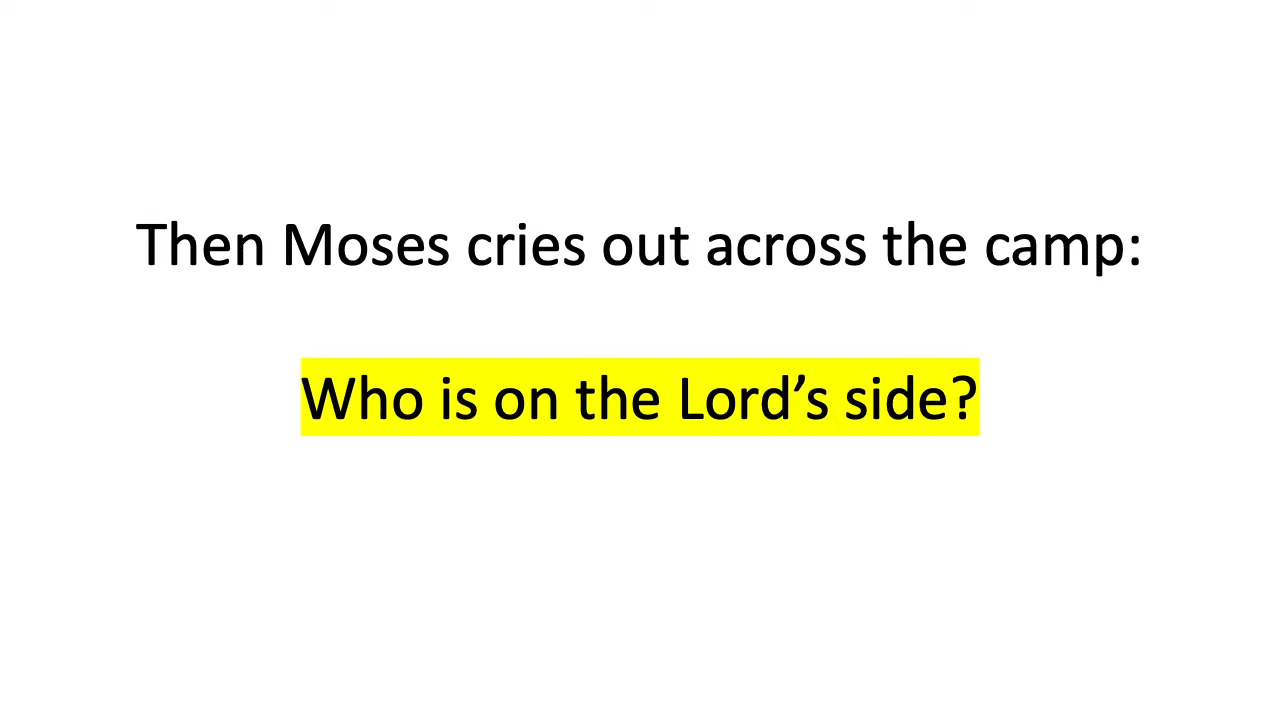 Then Moses cries out across the camp:
Who is on the Lord’s side?